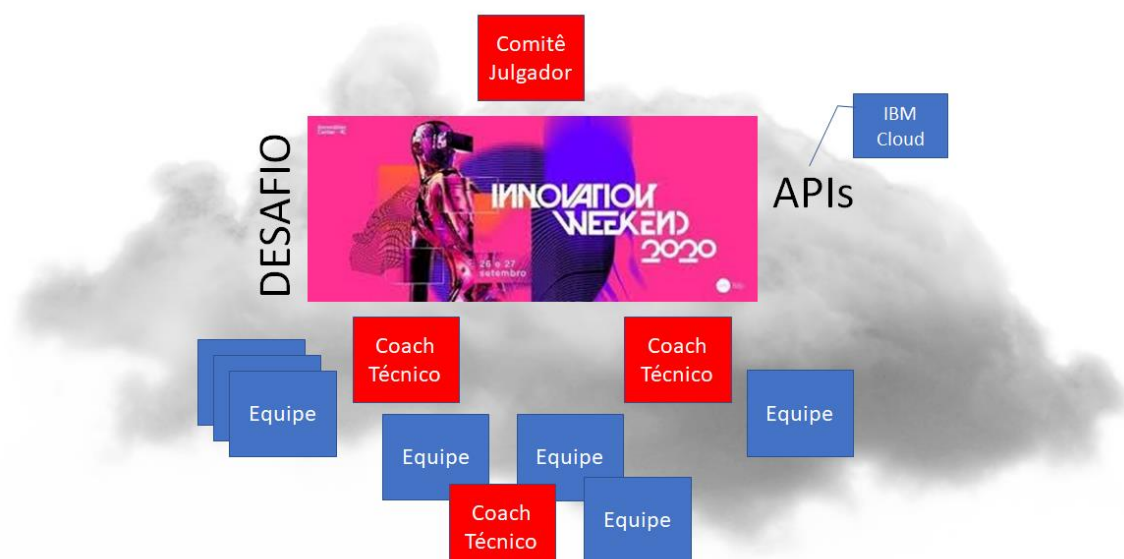 Comitê
Julgador
IBM
Cloud
DESAFIO
INNOVATION
WEEKEND
2020
26 e 27
setembro
APIs
Coach
Técnico
Coach
Técnico
Equipe
Equipe
Equipe
Equipe
Coach
Técnico
Equipe